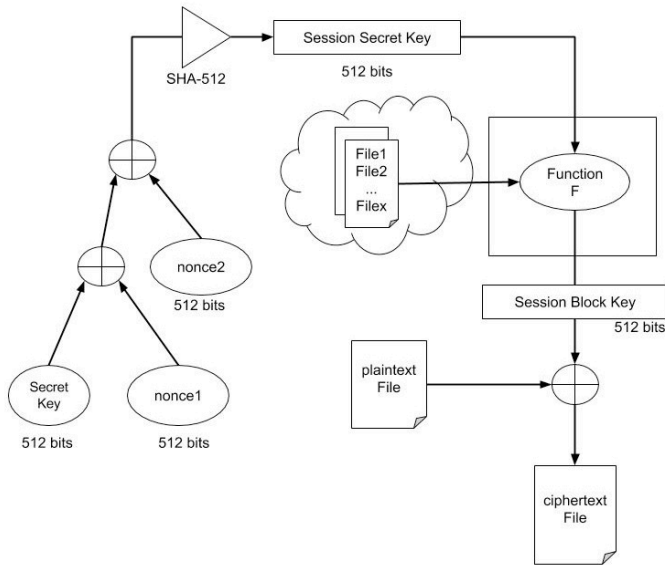 Session Secret Key
SHA-512
512 bits
File1
File2
...
Filex
Function
F
nonce2
512 bits
Session Block Key
512 bits
plaintext
File
Secret
Key
nonce1
512 bits
512 bits
ciphertext
File